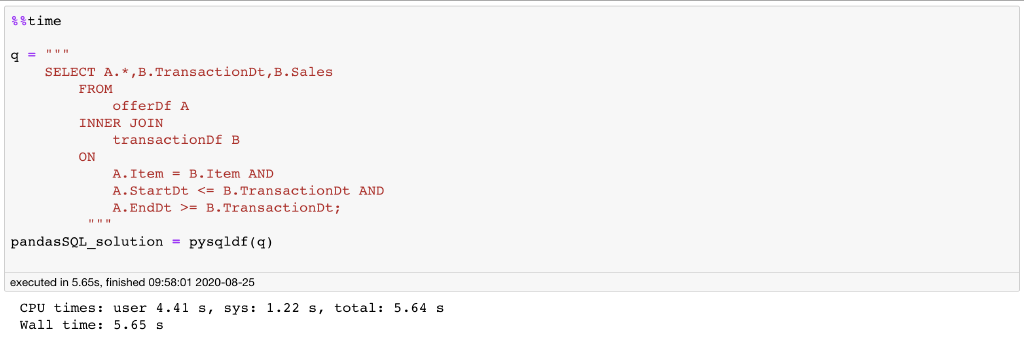 %%time
q = """
SELECT A.*,B.TransactionDt,B.Sales
FROM
offerDf A
INNER JOIN
transactionDf B
ON
A.Item = B.Item AND
A.StartDt <= B.TransactionDt AND
A.EndDt >= B.TransactionDt;
"""
pandasSQL_solution = pysqldf(q)
executed in 5.65s, finished 09:58:01 2020-08-25
CPU times: user 4.41 s, sys: 1.22 s, total: 5.64 s
Wall time: 5.65 s